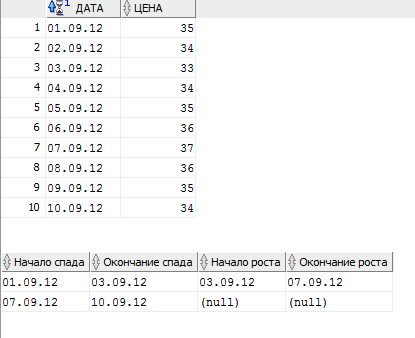 1 ДАТА ЦЕНА
1 01.09.12 35
2 02.09.12 34
3 03.09.12 33
4 04.09.12 34
5 05.09.12 35
6 06.09.12 36
7 07.09.12 37
8 08.09.12 36
9 09.09.12 35
10 10.09.12 34
Начало спада Окончание спада Начало роста Окончание роста
01.09.12 03.09.12 03.09.12 07.09.12
07.09.12 10.09.12 (null) (null)